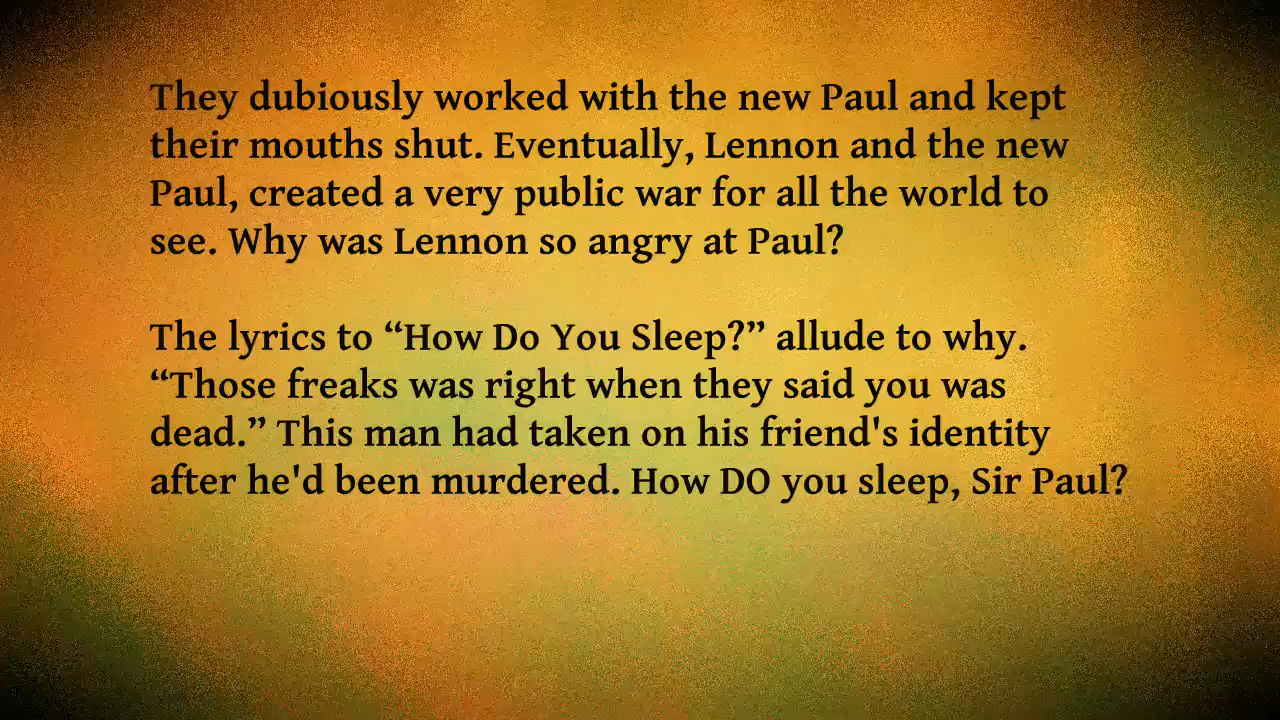 They dubiously worked with the new Paul and kept
their mouths shut. Eventually, Lennon and the new
Paul, created a very public war for all the world to
see. Why was Lennon so angry at Paul?
The lyrics to “How Do You Sleep?” allude to why.
“Those freaks was right when they said you was
dead.” This man had taken on his friend's identity
after he'd been murdered. How DO you sleep, Sir Paul?